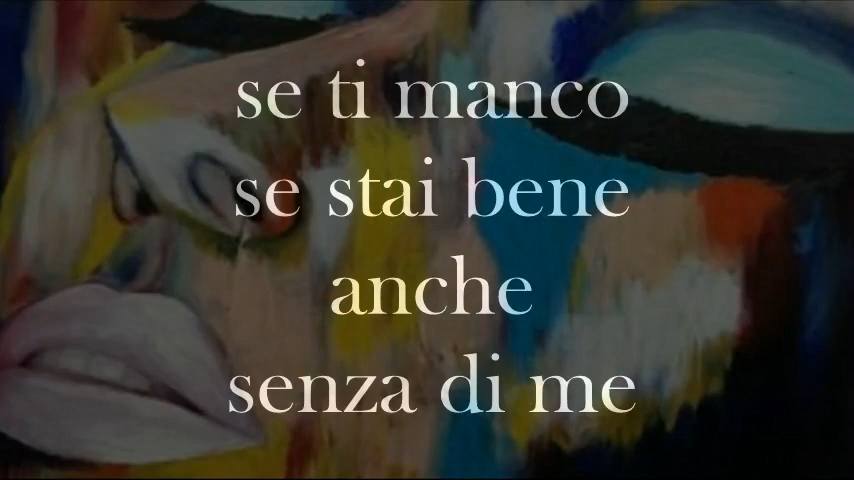 se ti manco
se stai bene
anche
senza di me